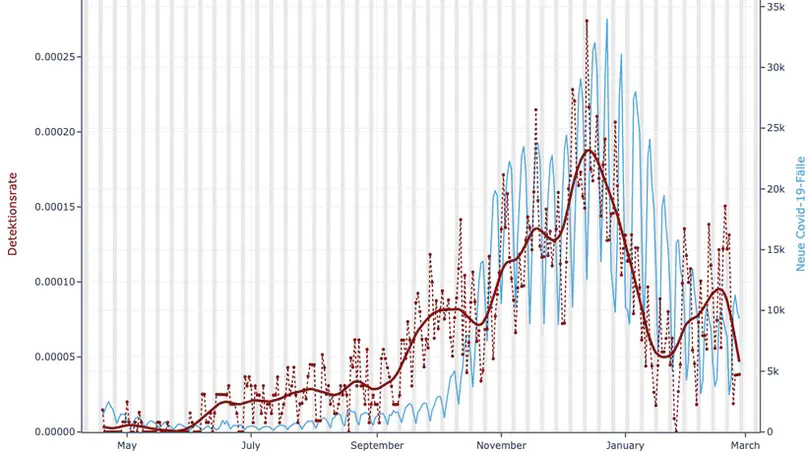 Detektionsrate
0.00025
0.00020
0.00015
0.00010
0.00005
0.00000
May
July
September
November
January
March
35k
30k
25k
20k
15k
10k
5k
0
Neue Covid-19-Fälle